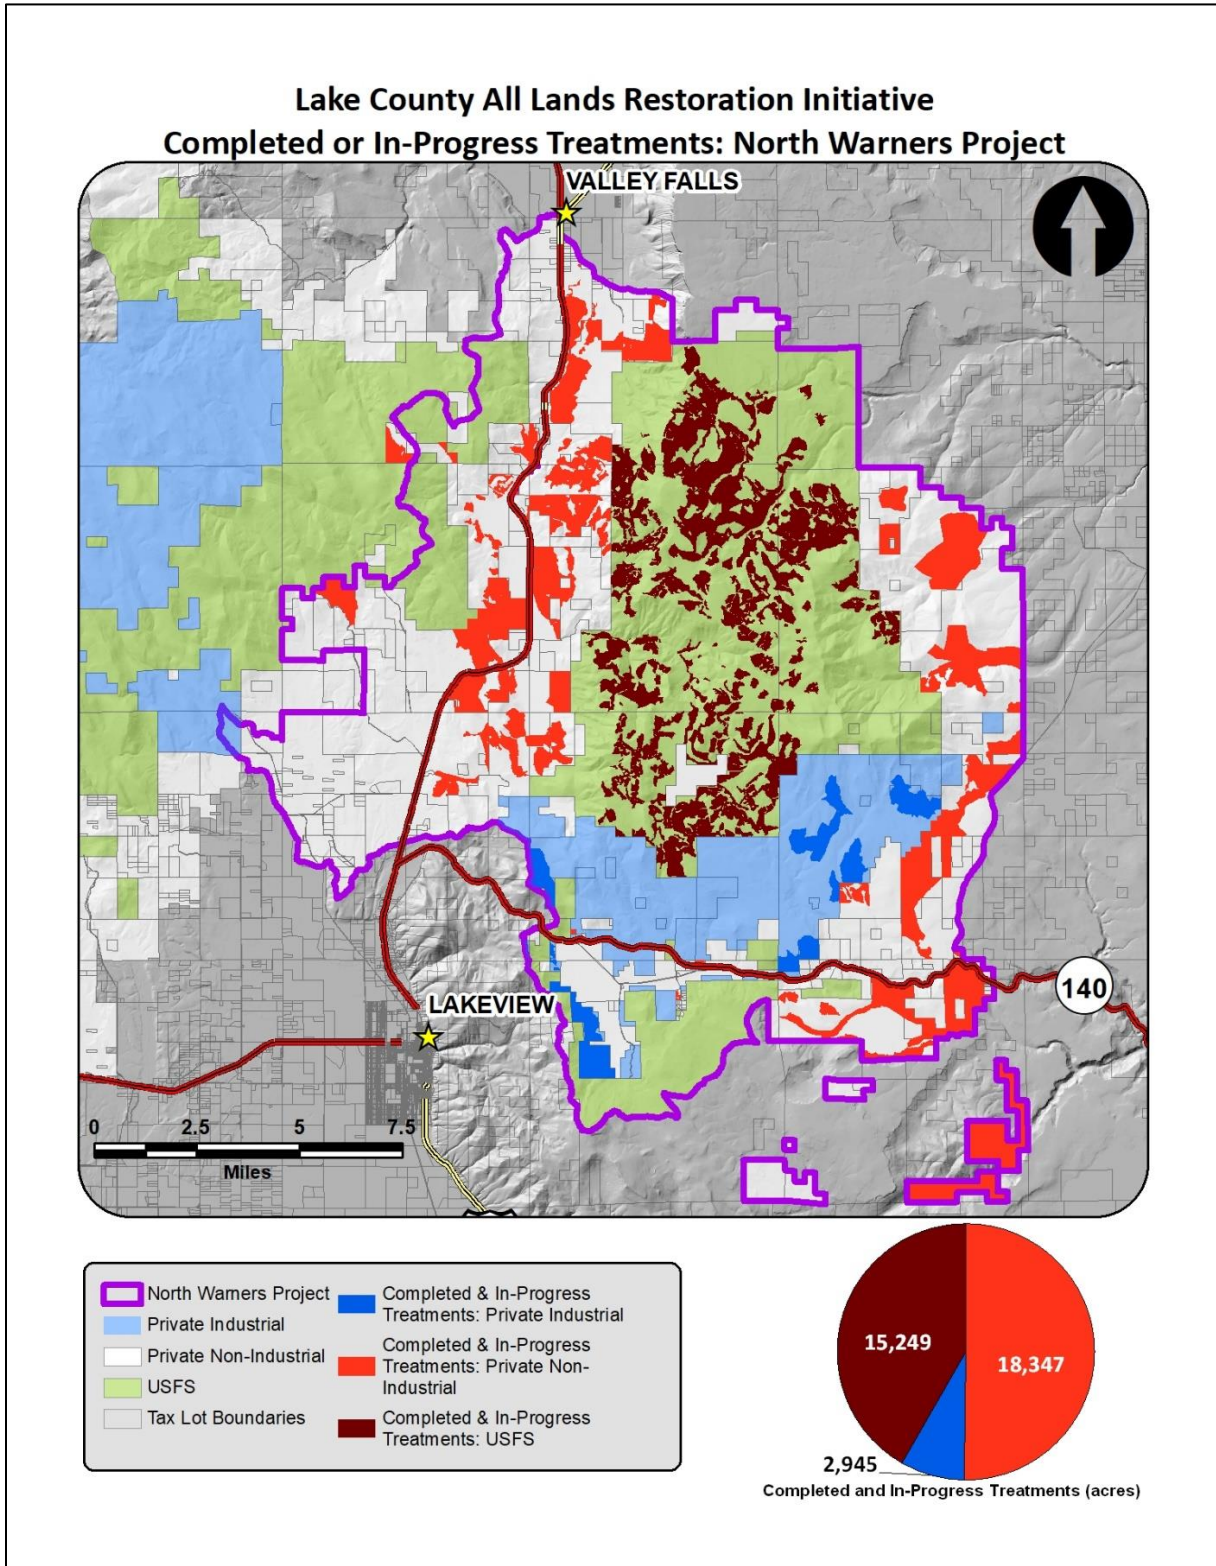 Lake County All Lands Restoration Initiative
Completed or In-Progress Treatments: North Warners Project
VALLEY FALLS
140
LAKEVIEW
0 2.5 5 7.5
Miles
North Warners Project
Private Industrial
Private Non-Industrial
USFS
Tax Lot Boundaries
Completed & In-Progress
Treatments: Private Industrial
Completed & In-Progress
Treatments: Private Non-
Industrial
Completed & In-Progress
Treatments: USFS
15,249
18,347
2,945
Completed and In-Progress Treatments (acres)